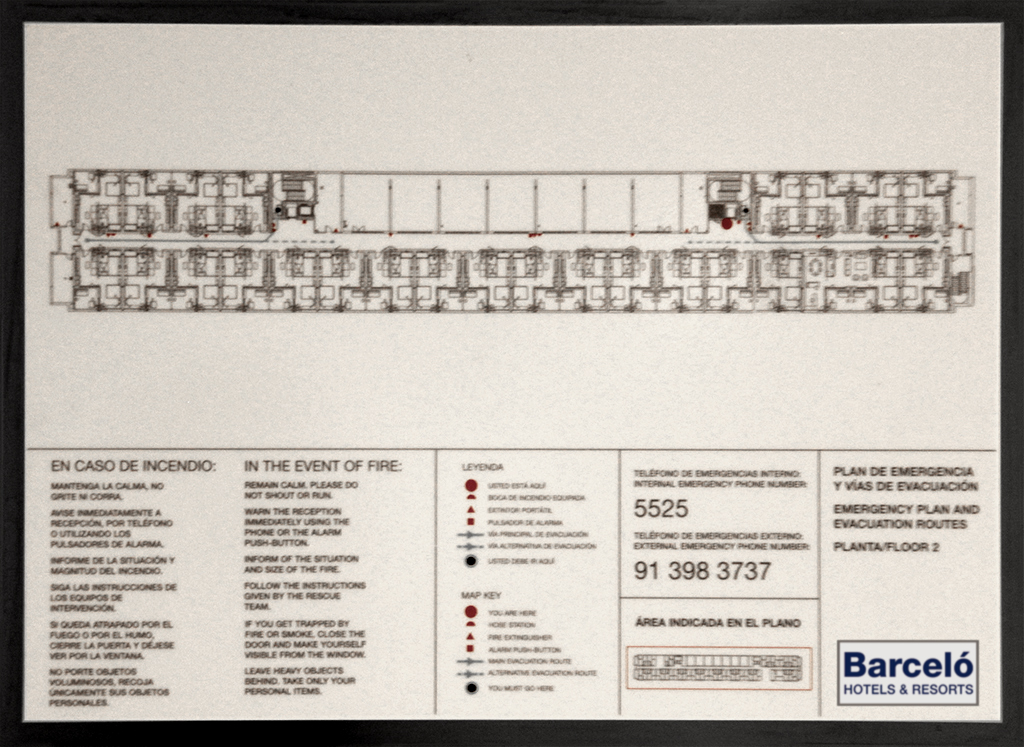 EN CASO DE INCENDIO:
MANTENGA LA CALMA, NO
GRITE NI CORRA.
AVISE INMEDIATAMENTE A
RECEPCIÓN, POR TELÉFONO
O UTILIZANDO LOS
PULSADORES DE ALARMA.
INFORME DE LA SITUACIÓN Y
MAGNITUD DEL INCENDIO.
SIGA LAS INSTRUCCIONES DE
LOS EQUIPOS DE
INTERVENCIÓN.
SI QUEDA ATRAPADO POR EL
FUEGO O POR EL HUMO,
CIERRE LA PUERTA Y DÉJESE
VER POR LA VENTANA.
NO PORTE OBJETOS
VOLUMINOSOS, RECOJA
ÚNICAMENTE SUS OBJETOS
PERSONALES.
IN THE EVENT OF FIRE:
REMAIN CALM. PLEASE DO
NOT SHOUT OR RUN.
WARN THE RECEPTION
IMMEDIATELY USING THE
PHONE OR THE ALARM
PUSH-BUTTON.
INFORM OF THE SITUATION
AND SIZE OF THE FIRE.
FOLLOW THE INSTRUCTIONS
GIVEN BY THE RESCUE
TEAM.
IF YOU GET TRAPPED BY
FIRE OR SMOKE, CLOSE THE
DOOR AND MAKE YOURSELF
VISIBLE FROM THE WINDOW.
LEAVE HEAVY OBJECTS
BEHIND. TAKE ONLY YOUR
PERSONAL ITEMS.
LEYENDA
USTED ESTÁ AQUÍ
BOCA DE INCENDIO EQUIPADA
EXTINTOR PORTÁTIL
PULSADOR DE ALARMA
VÍA PRINCIPAL DE EVACUACIÓN
VÍA ALTERNATIVA DE EVACUACIÓN
USTED DEBE IR AQUÍ
MAP KEY
YOU ARE HERE
HOSE STATION
FIRE EXTINGUISHER
ALARM PUSH-BUTTON
MAIN EVACUATION ROUTE
ALTERNATIVE EVACUATION ROUTE
YOU MUST GO HERE
TELÉFONO DE EMERGENCIAS INTERNO:
INTERNAL EMERGENCY PHONE NUMBER:
5525
TELÉFONO DE EMERGENCIAS EXTERNO:
EXTERNAL EMERGENCY PHONE NUMBER:
91 398 3737
ÁREA INDICADA EN EL PLANO
PLAN DE EMERGENCIA
Y VÍAS DE EVACUACIÓN
EMERGENCY PLAN AND
EVACUATION ROUTES
PLANTA/FLOOR 2
Barceló
HOTELS & RESORTS